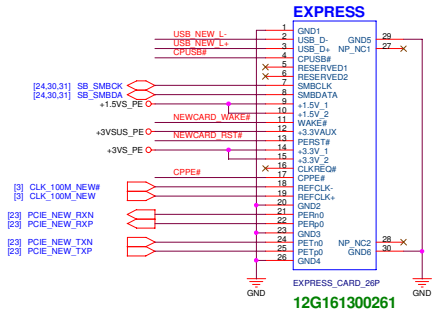 EXPRESS
1 GND1
USB_NEW_L- 2 USB_D- GND5 29
USB_NEW_L+ 3 USB_D+ NP_NC1 27
CPUSB# 4 CPUSB#
5 RESERVED1
6 RESERVED2
[24,30,31] SB_SMBCK 7 SMBCLK
[24,30,31] SB_SMBDA 8 SMBDATA
+1.5VS_PE 9 +1.5V_1
10 +1.5V_2
NEWCARD_WAKE# 11 WAKE#
+3VSUS_PE 12 +3.3VAUX
NEWCARD_RST# 13 PERST#
+3VS_PE 14 +3.3V_1
15 +3.3V_2
16 CLKREQ#
CPPE# 17 CPPE#
[3] CLK_100M_NEW# 18 REFCLK-
[3] CLK_100M_NEW 19 REFCLK+
20 GND2
[23] PCIE_NEW_RXN 21 PERn0
[23] PCIE_NEW_RXP 22 PERp0
23 GND3
[23] PCIE_NEW_TXN 24 PETn0 NP_NC2 28
[23] PCIE_NEW_TXP 25 PETp0 GND6 30
26 GND4
EXPRESS_CARD_26P
GND GND
12G161300261